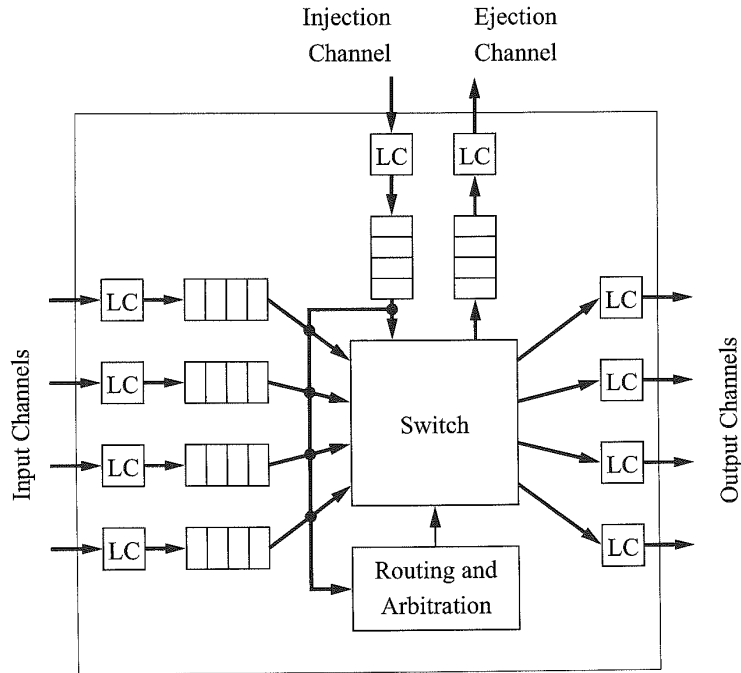 Injection
Channel
Ejection
Channel
LC
LC
LC
LC
LC
LC
LC
LC
LC
LC
Input Channels
Switch
Output Channels
Routing and
Arbitration